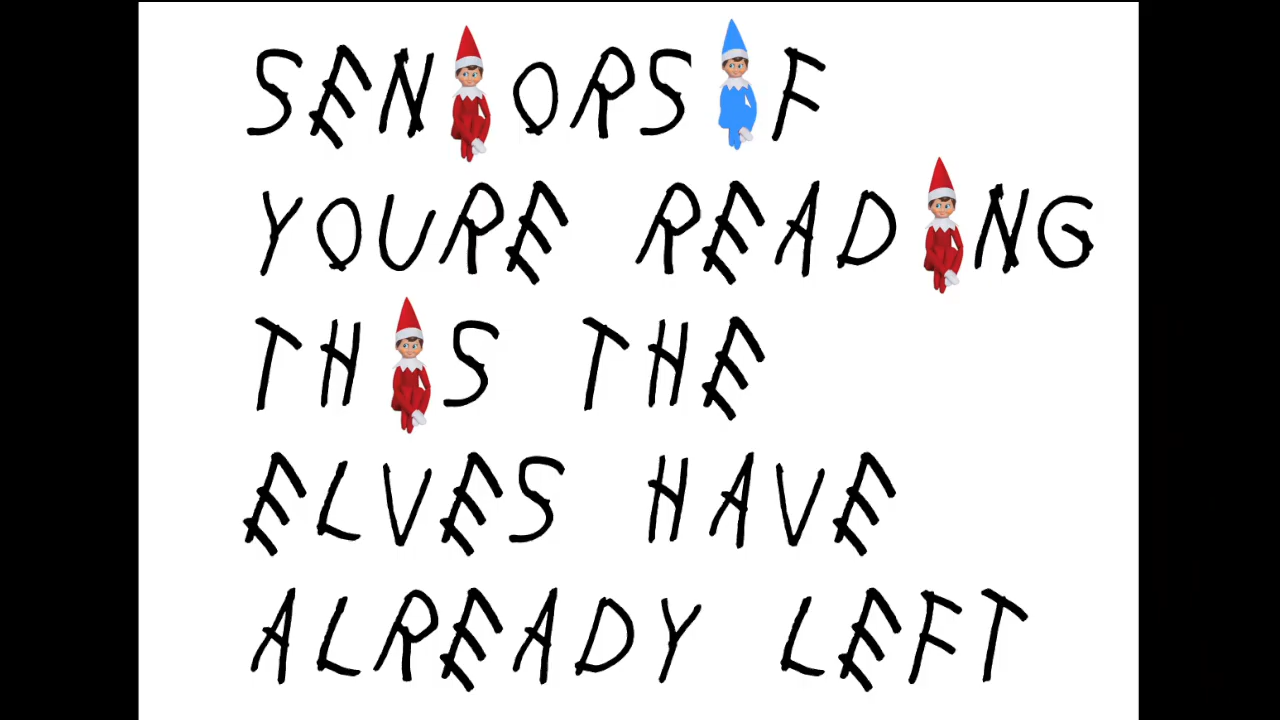 SENIORS IF
YOURE READING
THIS THE
ELVES HAVE
ALREADY LEFT